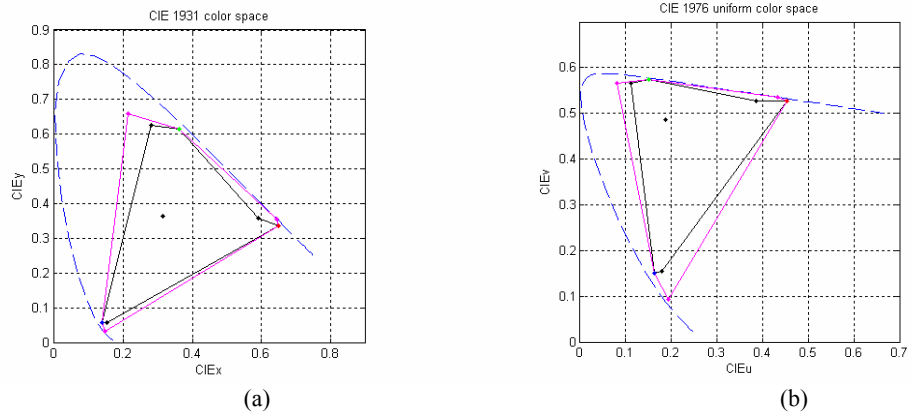 CIE 1931 color space
0.9
0.8
0.7
0.6
0.5
0.4
0.3
0.2
0.1
0
CIEy
0 0.2 0.4 0.6 0.8
CIEx
(a)
CIE 1976 uniform color space
0.6
0.5
0.4
0.3
0.2
0.1
0
CIEv
0 0.1 0.2 0.3 0.4 0.5 0.6 0.7
CIEu
(b)